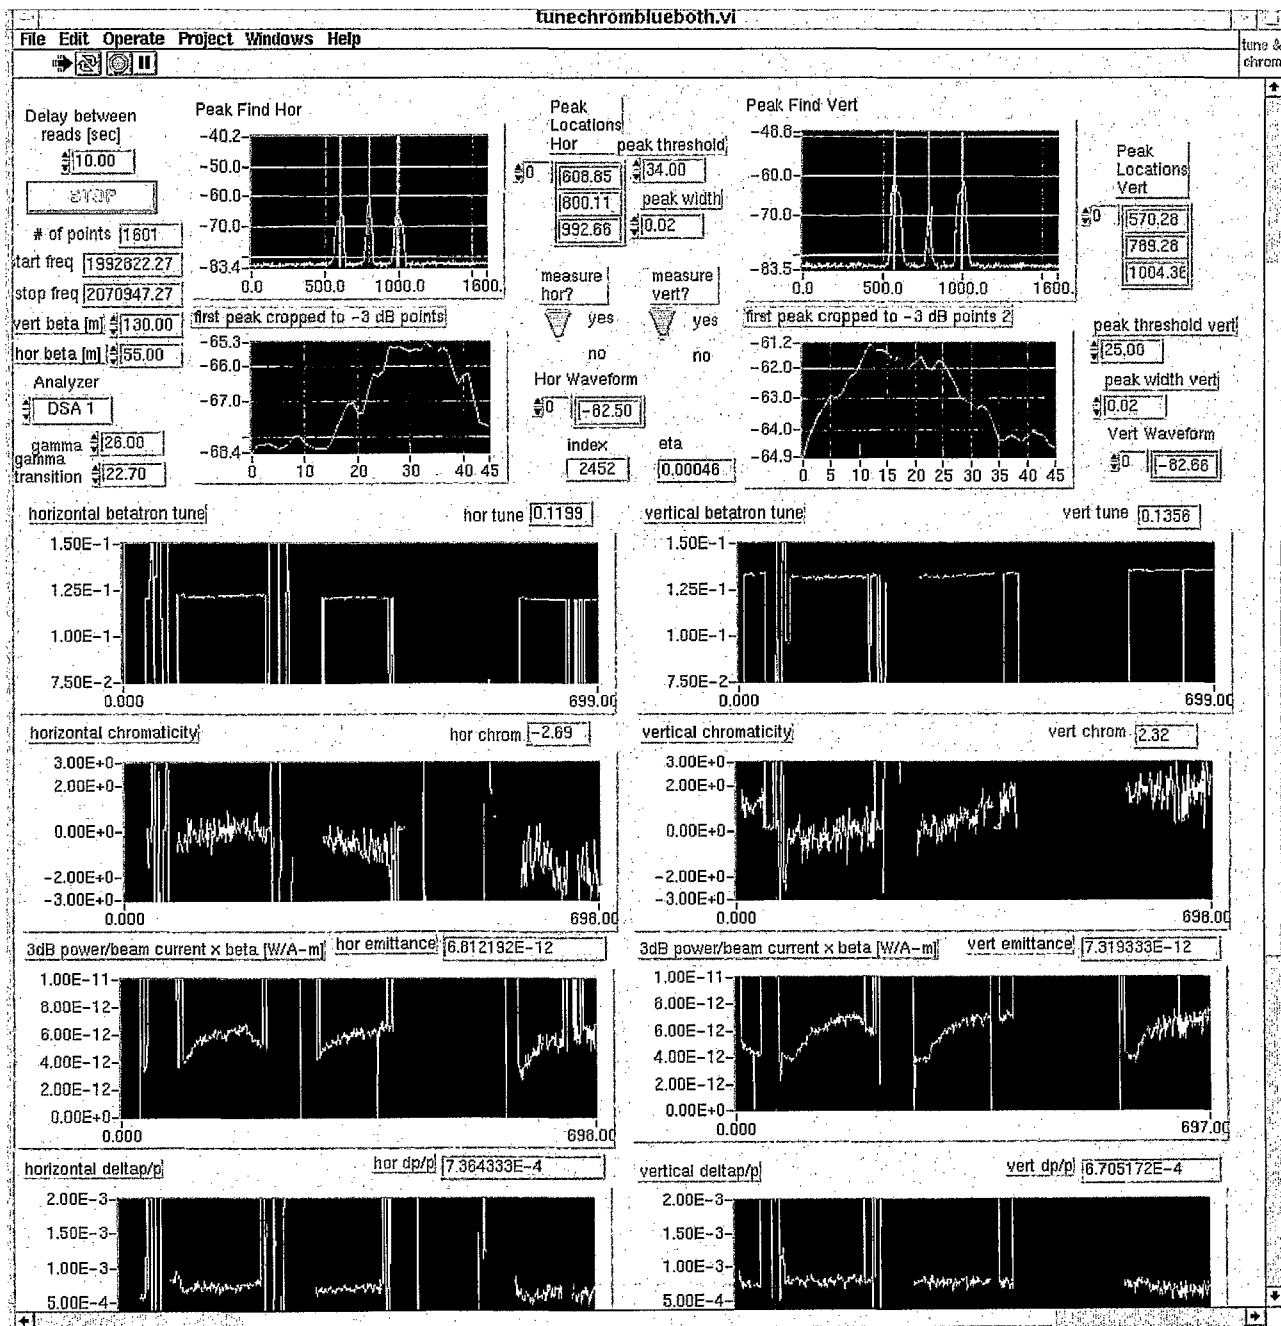 tunechromblueboth.vi
File Edit Operate Project Windows Help
tune &
chrom
Delay between
reads [sec]
10.00
STOP
# of points 1601
start freq 1992822.27
stop freq 2070947.27
vert beta [m] 130.00
hor beta [m] 55.00
Analyzer
DSA 1
gamma 26.00
gamma
transition 22.70
Peak Find Hor
-40.2-
-50.0-
-60.0-
-70.0-
-83.4-
0.0 500.0 1000.0 1600.
first peak cropped to -3 dB points
-65.3-
-66.0-
-67.0-
-68.4-
0 10 20 30 40 45
Peak
Locations
Hor
0
608.85
800.11
992.66
peak threshold
34.00
peak width
0.02
measure
hor?
yes
no
measure
vert?
yes
no
Hor Waveform
0 -82.50
index
2452
eta
0.00046
Peak Find Vert
-48.8-
-60.0-
-70.0-
-83.5-
0.0 500.0 1000.0 1600.
first peak cropped to -3 dB points 2
-61.2-
-62.0-
-63.0-
-64.0-
-64.9-
0 5 10 15 20 25 30 35 40 45
Peak
Locations
Vert
0
570.28
789.28
1004.36
peak threshold vert
25.00
peak width vert
0.02
Vert Waveform
0 -82.66
horizontal betatron tune hor tune 0.1199
1.50E-1-
1.25E-1-
1.00E-1-
7.50E-2-
0.000 699.00
vertical betatron tune vert tune 0.1356
1.50E-1-
1.25E-1-
1.00E-1-
7.50E-2-
0.000 699.00
horizontal chromaticity hor chrom -2.69
3.00E+0-
0.00E+0-
-2.00E+0-
-3.00E+0-
0.000 698.00
vertical chromaticity vert chrom 2.32
3.00E+0-
2.00E+0-
0.00E+0-
-2.00E+0-
-3.00E+0-
0.000 698.00
3dB power/beam current x beta [W/A-m] hor emittance 6.812192E-12
1.00E-11-
8.00E-12-
6.00E-12-
4.00E-12-
2.00E-12-
0.00E+0-
0.000 698.00
3dB power/beam current x beta [W/A-m] vert emittance 7.319333E-12
1.00E-11-
8.00E-12-
6.00E-12-
4.00E-12-
2.00E-12-
0.00E+0-
0.000 697.00
horizontal deltap/p hor dp/p 7.364333E-4
2.00E-3-
1.50E-3-
1.00E-3-
5.00E-4-
vertical deltap/p vert dp/p 6.705172E-4
2.00E-3-
1.50E-3-
1.00E-3-
5.00E-4-